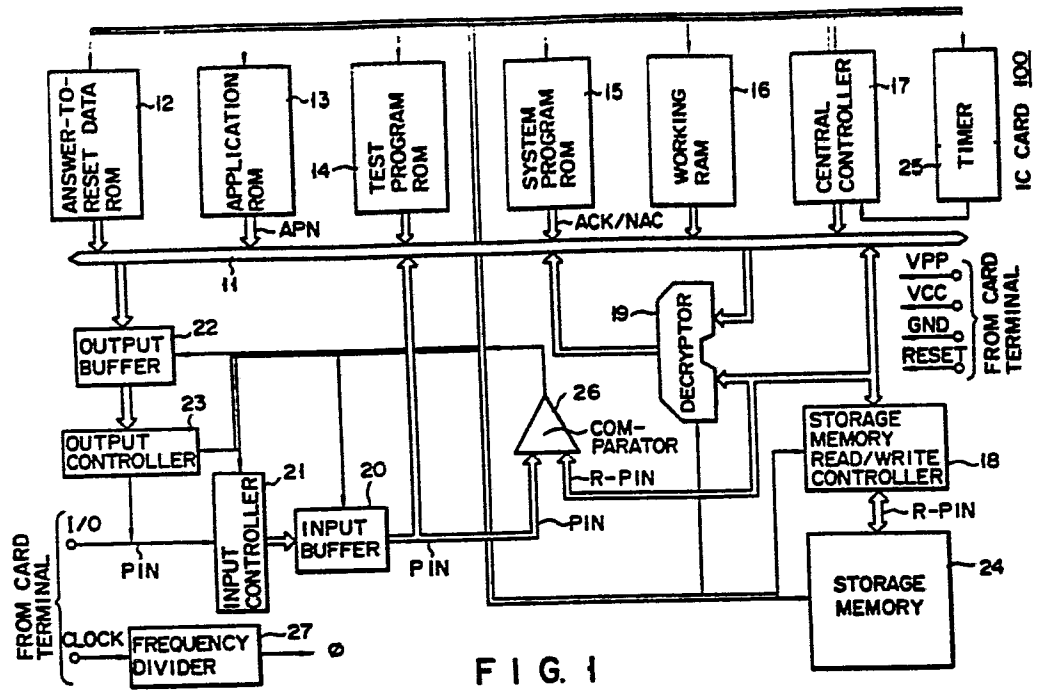 ANSWER-TO-
RESET DATA
ROM
12
APPLICATION
ROM
13
TEST
PROGRAM
ROM
14
SYSTEM
PROGRAM
ROM
15
WORKING
RAM
16
CENTRAL
CONTROLLER
17
TIMER
25
IC CARD 100
APN
ACK/NAC
11
VPP
VCC
GND
RESET
FROM CARD
TERMINAL
OUTPUT
BUFFER
22
DECRYPTOR
19
OUTPUT
CONTROLLER
23
26
COM-
PARATOR
STORAGE
MEMORY
READ/WRITE
CONTROLLER
18
R-PIN
R-PIN
I/O
PIN
INPUT
CONTROLLER
21
INPUT
BUFFER
20
PIN
PIN
STORAGE
MEMORY
24
FROM CARD
TERMINAL
CLOCK
FREQUENCY
DIVIDER
27
Ø
FIG. 1